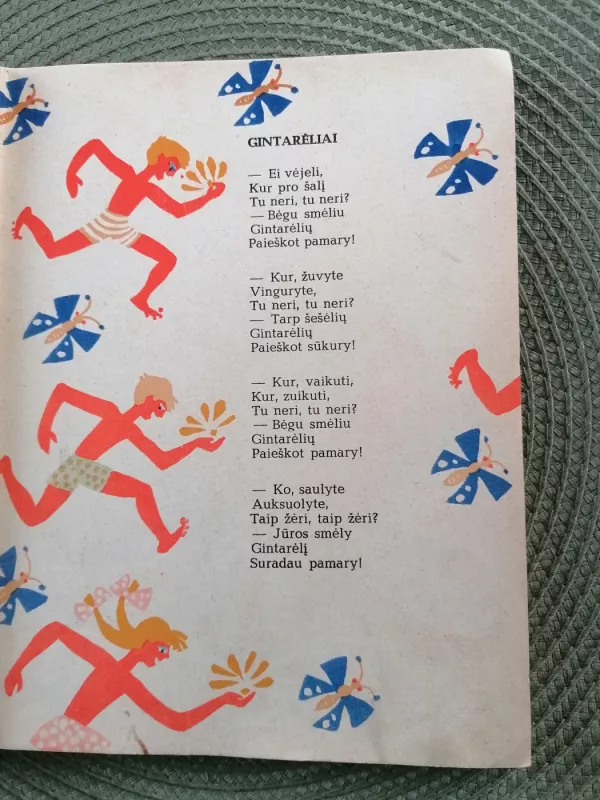 GINTARĖLIAI
— Ei vėjeli,
Kur pro šalį
Tu neri, tu neri?
— Bėgu smėliu
Gintarėlių
Paieškot pamary!
— Kur, žuvyte
Vinguryte,
Tu neri, tu neri?
— Tarp šešėlių
Gintarėlių
Paieškot sūkury!
— Kur, vaikuti,
Kur, zuikuti,
Tu neri, tu neri?
— Bėgu smėliu
Gintarėlių
Paieškot pamary!
— Ko, saulyte
Auksuolyte,
Taip žėri, taip žėri?
— Jūros smėly
Gintarėlį
Suradau pamary!